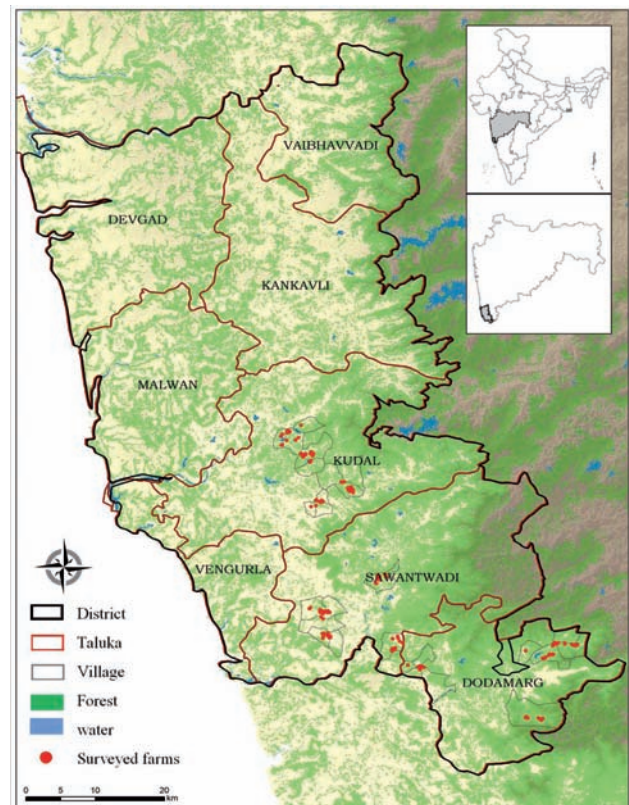 VAIBHAVVADI
DEVGAD
KANKAVLI
MALWAN
KUDAL
VENGURLA
SAWANTWADI
DODAMARG
District
Taluka
Village
Forest
water
Surveyed farms
0 5 10 20
km